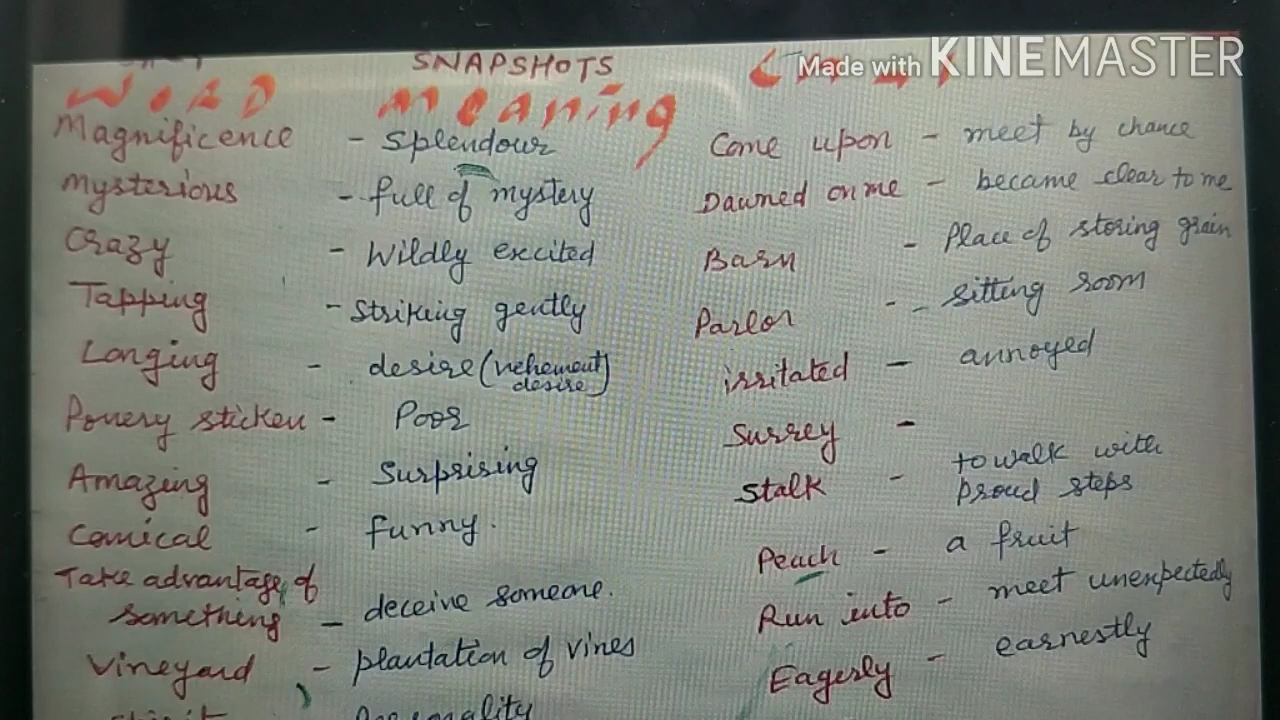 SNAPSHOTS
Made with KINEMASTER
WORD Meaning
Magnificence - Splendour
Mysterious - full of mystery
Crazy - Wildly excited
Tapping - Striking gently
Longing - desire (vehement desire)
Povery sticken - Poor
Amazing - Surprising
Comical - funny.
Take advantage of
something - deceive someone.
Vineyard - plantation of vines
Personality
Come upon - meet by chance
Dawned on me - became clear to me
Barn - Place of storing grain
Parlor - sitting room
irritated - annoyed
Surrey -
Stalk - to walk with
proud steps
Peach - a fruit
Run into - meet unexpectedly
Eagerly - earnestly